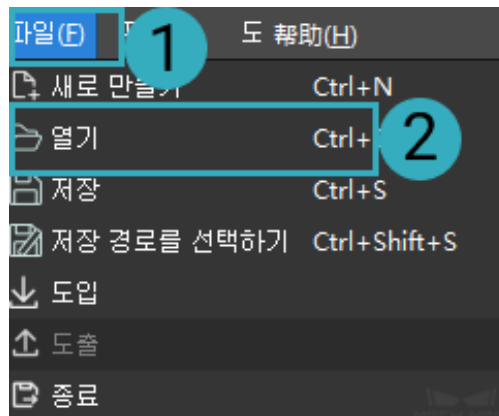 파일(F) 도 帮助(H)
1
새로 만들기 Ctrl+N
열기 Ctrl+
2
저장 Ctrl+S
저장 경로를 선택하기 Ctrl+Shift+S
도입
도출
종료